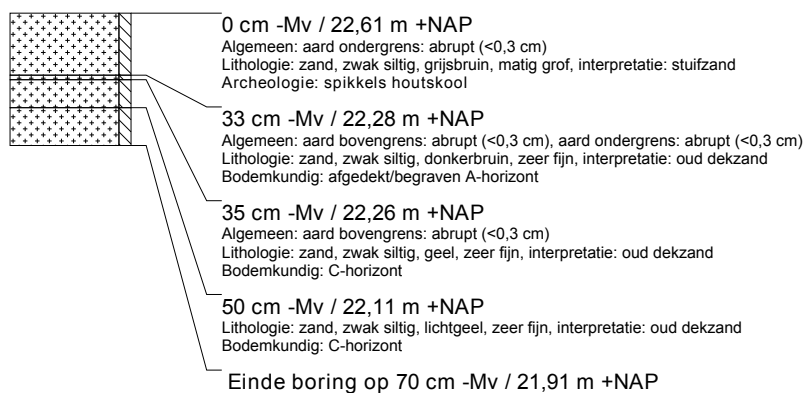 0 cm -Mv / 22,61 m +NAP
Algemeen: aard ondergrens: abrupt (<0,3 cm)
Lithologie: zand, zwak siltig, grijsbruin, matig grof, interpretatie: stuifzand
Archeologie: spikkels houtskool
33 cm -Mv / 22,28 m +NAP
Algemeen: aard bovengrens: abrupt (<0,3 cm), aard ondergrens: abrupt (<0,3 cm)
Lithologie: zand, zwak siltig, donkerbruin, zeer fijn, interpretatie: oud dekzand
Bodemkundig: afgedekt/begraven A-horizont
35 cm -Mv / 22,26 m +NAP
Algemeen: aard bovengrens: abrupt (<0,3 cm)
Lithologie: zand, zwak siltig, geel, zeer fijn, interpretatie: oud dekzand
Bodemkundig: C-horizont
50 cm -Mv / 22,11 m +NAP
Lithologie: zand, zwak siltig, lichtgeel, zeer fijn, interpretatie: oud dekzand
Bodemkundig: C-horizont
Einde boring op 70 cm -Mv / 21,91 m +NAP